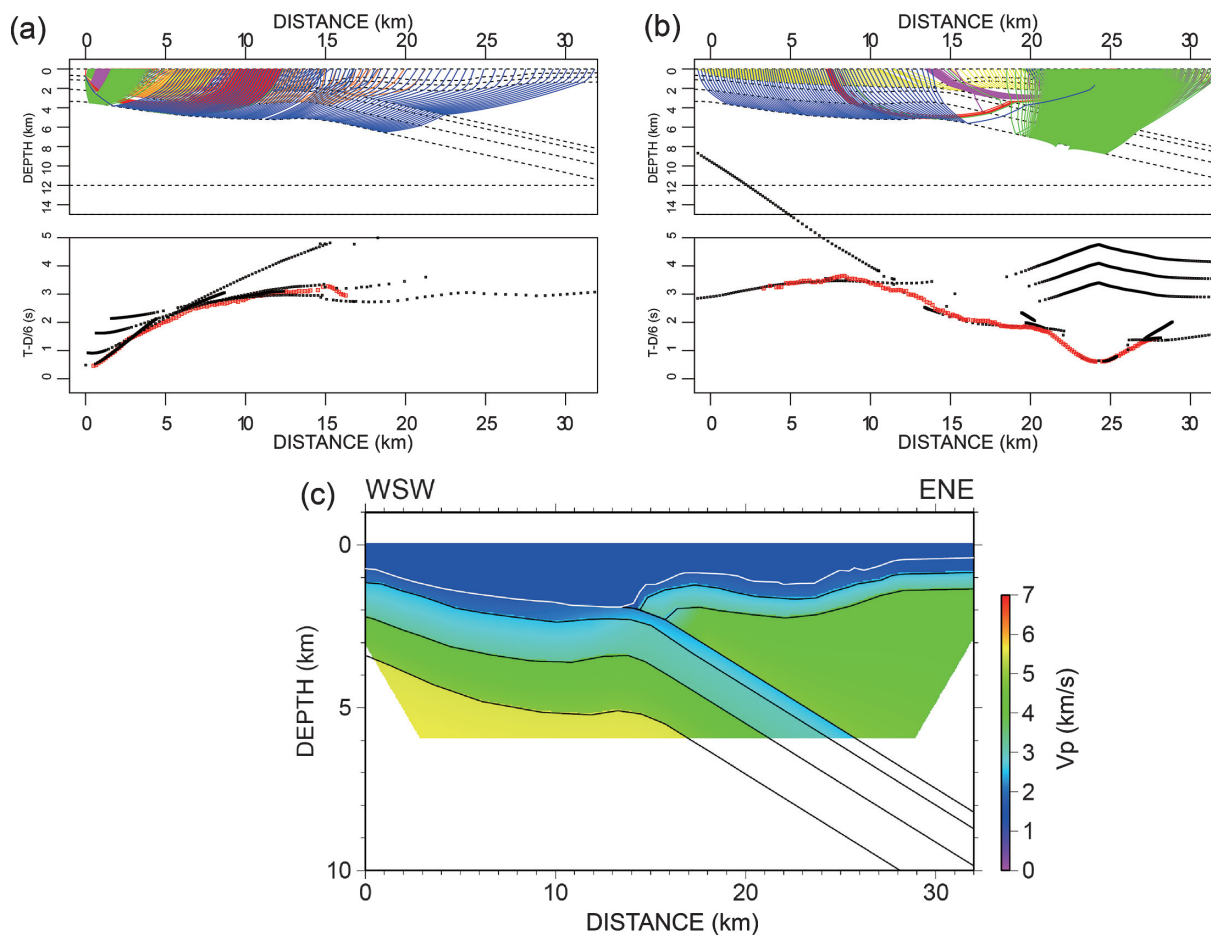 (a)
DISTANCE (km)
0 5 10 15 20 25 30
DEPTH (km)
0 2 4 6 8 10 12 14
T-D/6 (s)
5 4 3 2 1 0
0 5 10 15 20 25 30
DISTANCE (km)
(b)
DISTANCE (km)
0 5 10 15 20 25 30
DEPTH (km)
0 2 4 6 8 10 12 14
T-D/6 (s)
5 4 3 2 1 0
0 5 10 15 20 25 30
DISTANCE (km)
(c)
WSW ENE
DEPTH (km)
0
5
10
0 10 20 30
DISTANCE (km)
7
6
5
4
3
2
1
0
Vp (km/s)